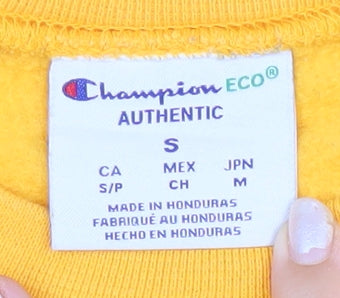 Champion ECO®
AUTHENTIC
S
CA MEX JPN
S/P CH M
MADE IN HONDURAS
FABRIQUÉ AU HONDURAS
HECHO EN HONDURAS